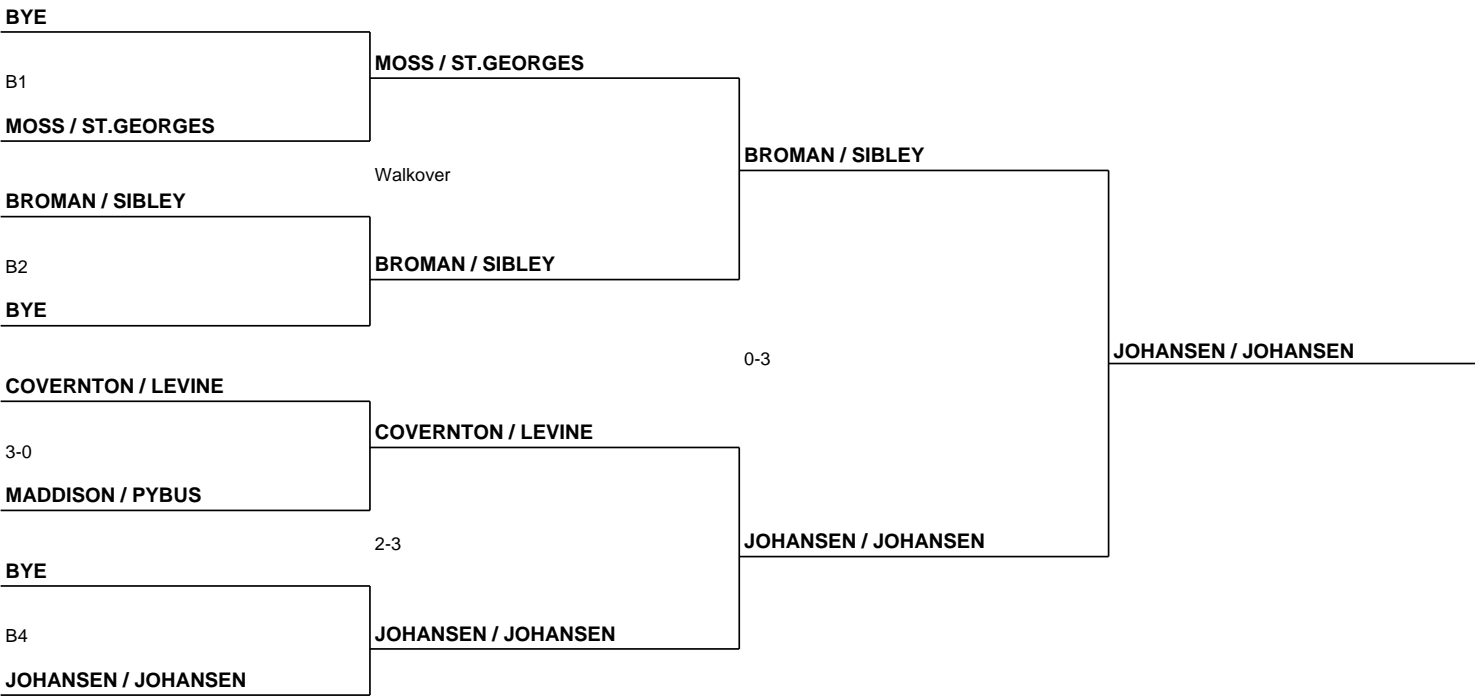 BYE
B1
MOSS / ST.GEORGES
BROMAN / SIBLEY
B2
BYE
COVERNTON / LEVINE
3-0
MADDISON / PYBUS
BYE
B4
JOHANSEN / JOHANSEN
MOSS / ST.GEORGES
Walkover
BROMAN / SIBLEY
COVERNTON / LEVINE
2-3
JOHANSEN / JOHANSEN
BROMAN / SIBLEY
0-3
JOHANSEN / JOHANSEN
JOHANSEN / JOHANSEN